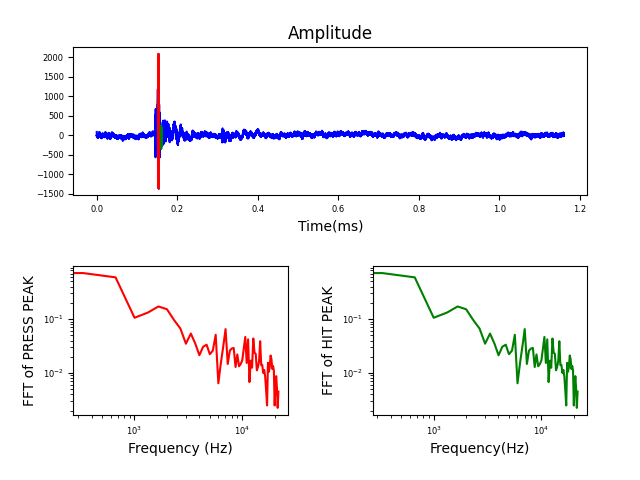 Amplitude
2000
1500
1000
500
0
−500
−1000
−1500
0.0 0.2 0.4 0.6 0.8 1.0 1.2
Time(ms)
FFT of PRESS PEAK
10⁻¹
10⁻²
10³ 10⁴
Frequency (Hz)
FFT of HIT PEAK
10⁻¹
10⁻²
10³ 10⁴
Frequency(Hz)